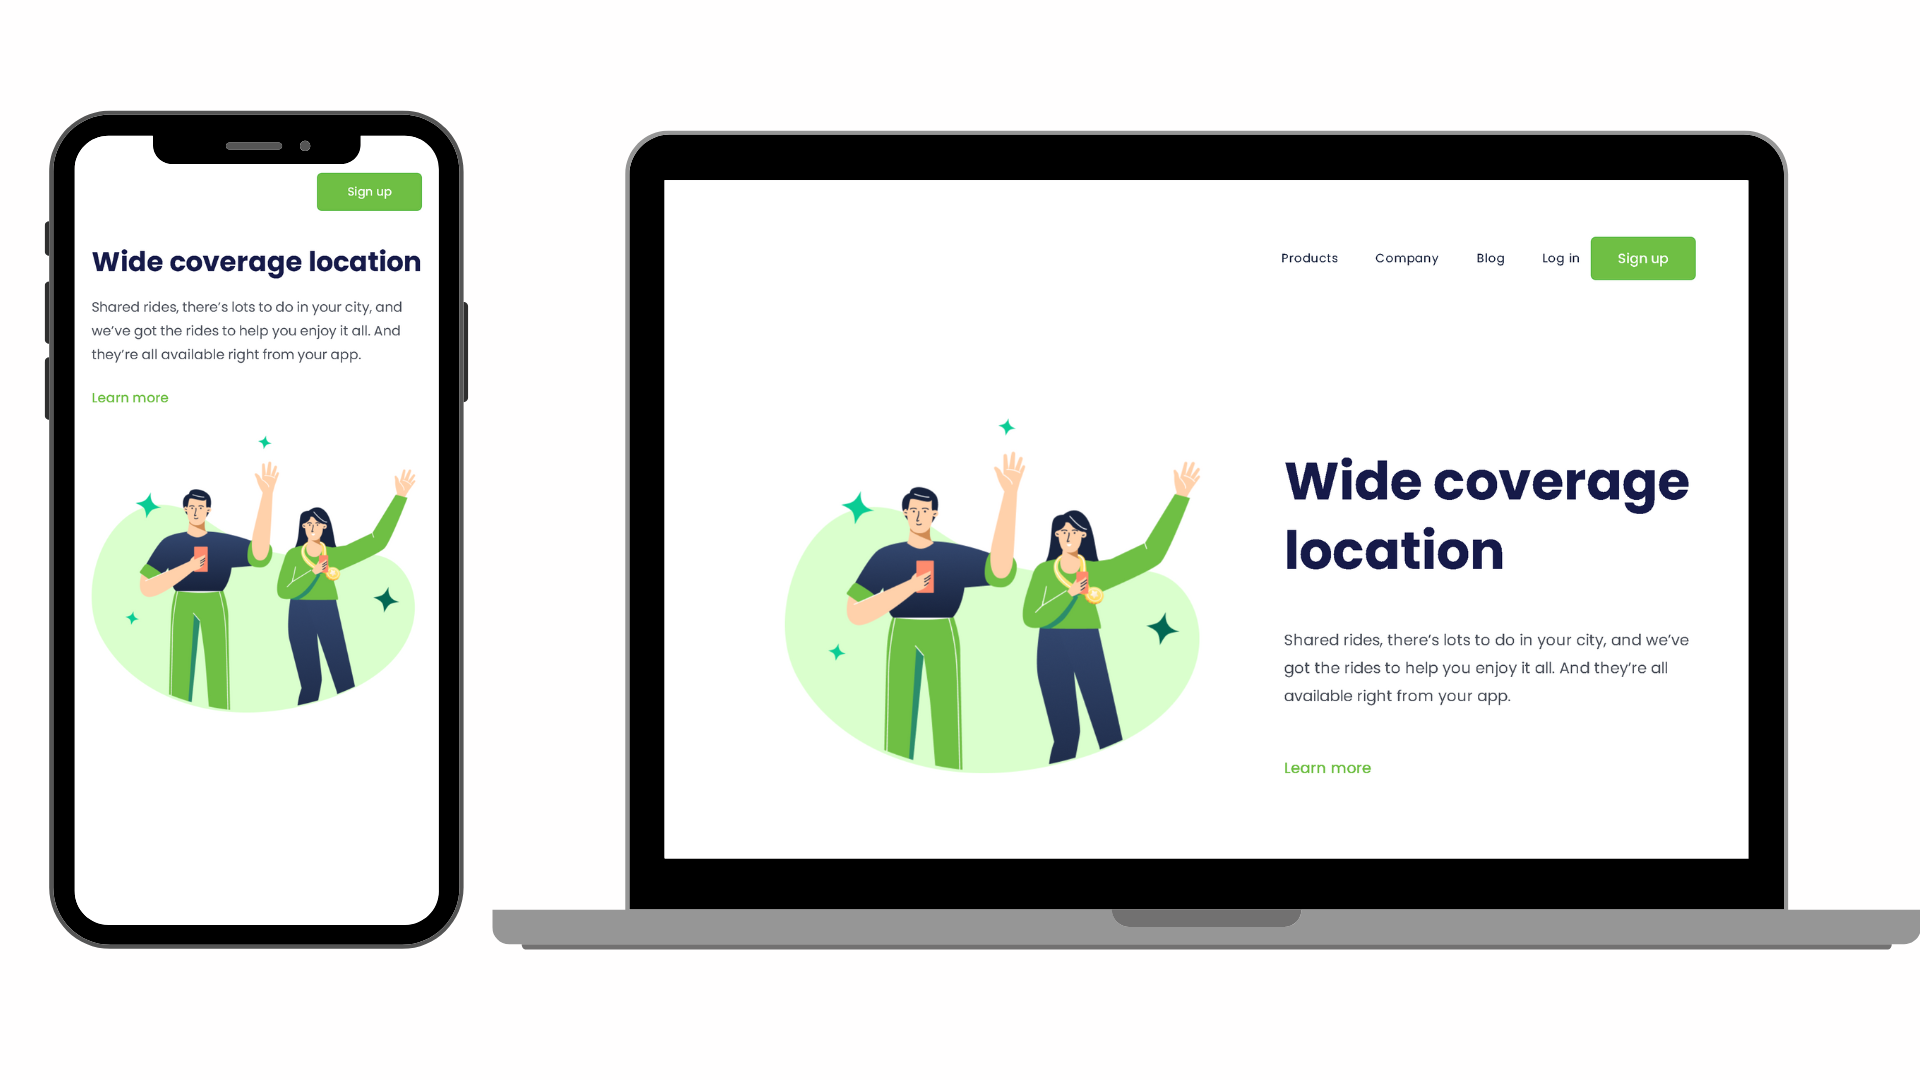 Sign up
Wide coverage location
Shared rides, there’s lots to do in your city, and
we’ve got the rides to help you enjoy it all. And
they’re all available right from your app.
Learn more
Products Company Blog Log in Sign up
Wide coverage
location
Shared rides, there’s lots to do in your city, and we’ve
got the rides to help you enjoy it all. And they’re all
available right from your app.
Learn more